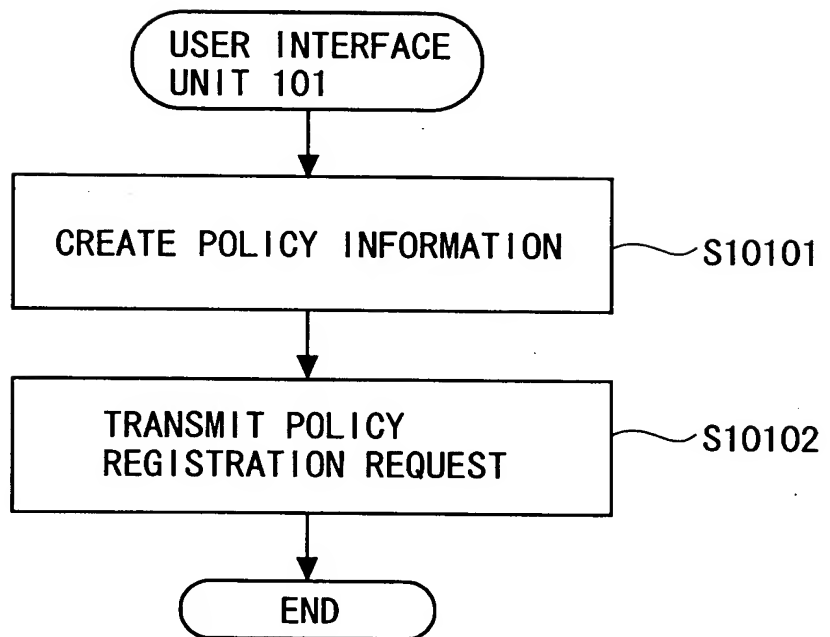 USER INTERFACE
UNIT 101
CREATE POLICY INFORMATION
S10101
TRANSMIT POLICY
REGISTRATION REQUEST
S10102
END